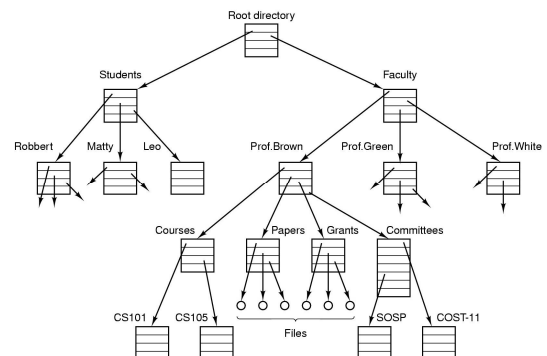 Root directory
Students
Faculty
Robbert
Matty
Leo
Prof.Brown
Prof.Green
Prof.White
Courses
Papers
Grants
Committees
CS101
CS105
Files
SOSP
COST-11